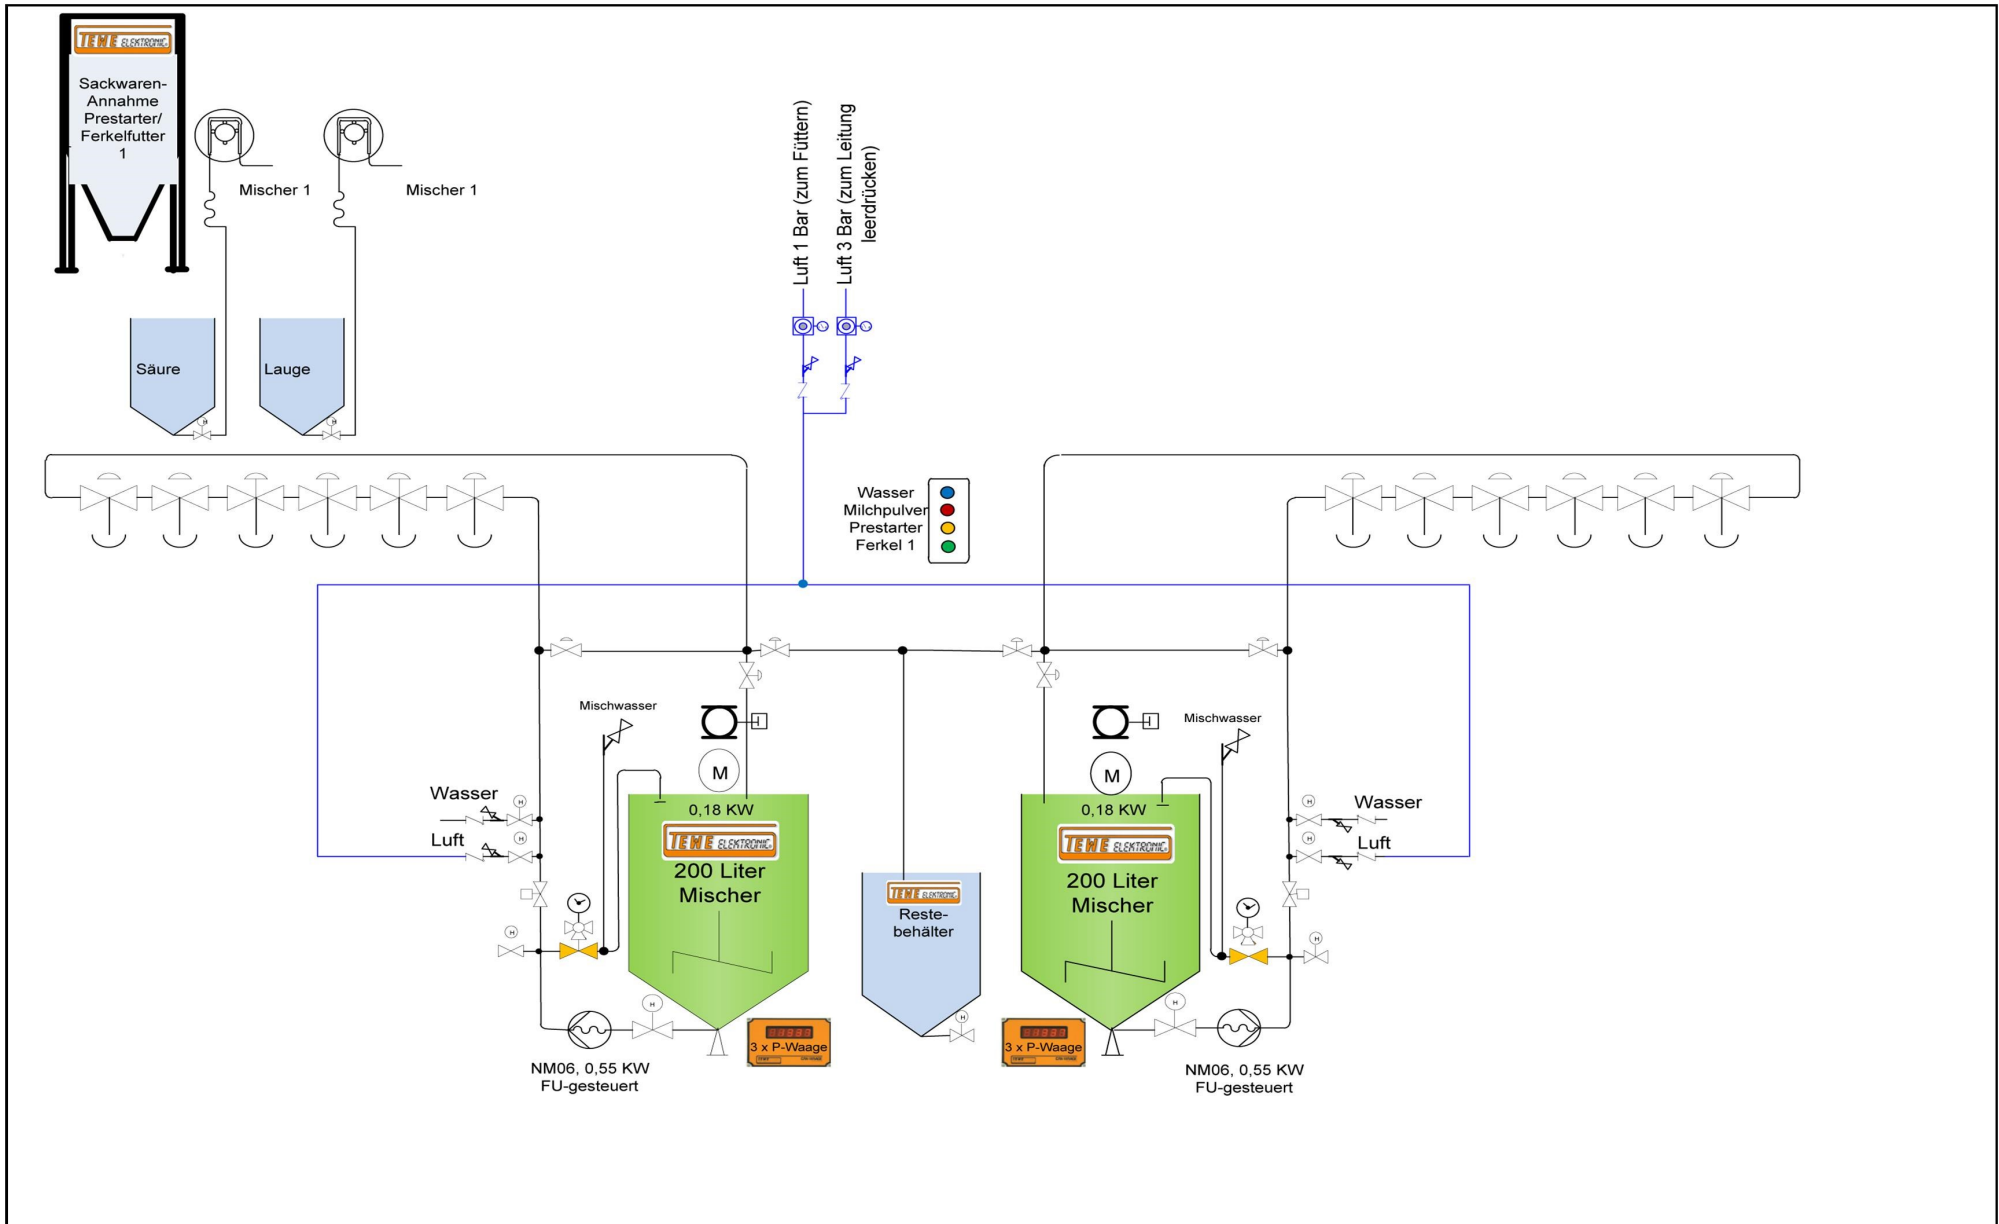 TEWE ELEKTRONIC
Sackwaren-
Annahme
Prestarter/
Ferkelfutter
1
Mischer 1
Mischer 1
Luft 1 Bar (zum Füttern)
Luft 3 Bar (zum Leitung
leerdrücken)
Säure
Lauge
H
H
Wasser
Milchpulver
Prestarter
Ferkel 1
Mischwasser
Mischwasser
M
M
Wasser
H
Luft
H
0,18 KW
TEWE ELEKTRONIC
200 Liter
Mischer
0,18 KW
TEWE ELEKTRONIC
200 Liter
Mischer
H
Wasser
H
Luft
TEWE ELEKTRONIC
Reste-
behälter
H
H
H
H
H
3 x P-Waage
3 x P-Waage
NM06, 0,55 KW
FU-gesteuert
NM06, 0,55 KW
FU-gesteuert